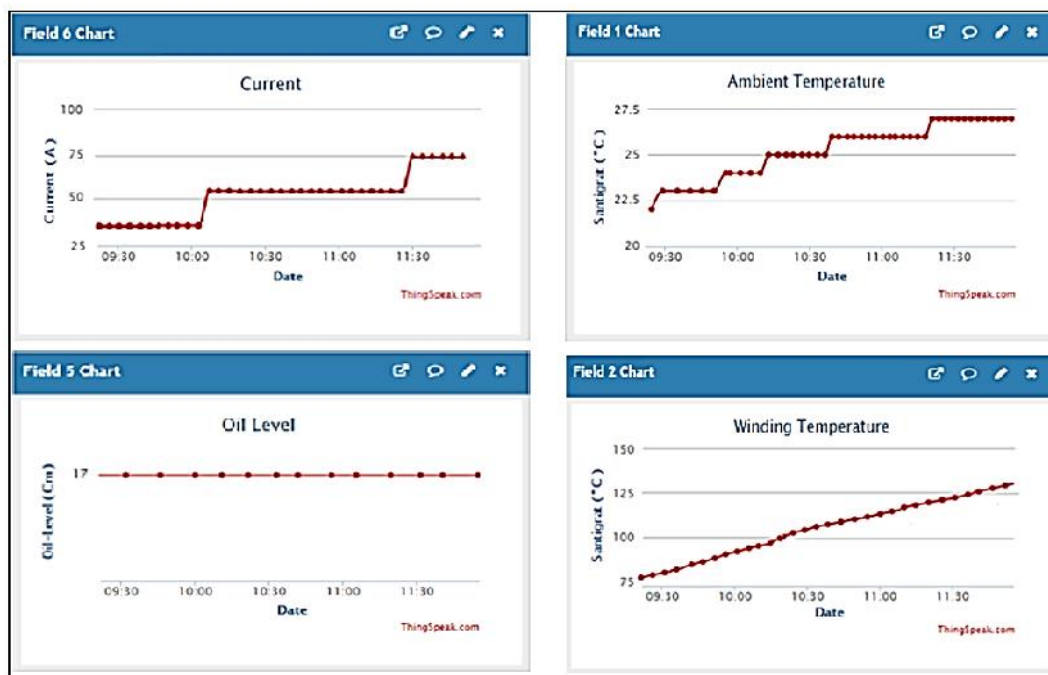 Field 6 Chart
Current
Current (A)
100
75
50
25
09:30 10:00 10:30 11:00 11:30
Date
ThingSpeak.com
Field 1 Chart
Ambient Temperature
Santigrat (°C)
27.5
25
22.5
20
09:30 10:00 10:30 11:00 11:30
Date
ThingSpeak.com
Field 5 Chart
Oil Level
Oil-Level (Cm)
17
09:30 10:00 10:30 11:00 11:30
Date
ThingSpeak.com
Field 2 Chart
Winding Temperature
Santigrat (°C)
150
125
100
75
09:30 10:00 10:30 11:00 11:30
Date
ThingSpeak.com